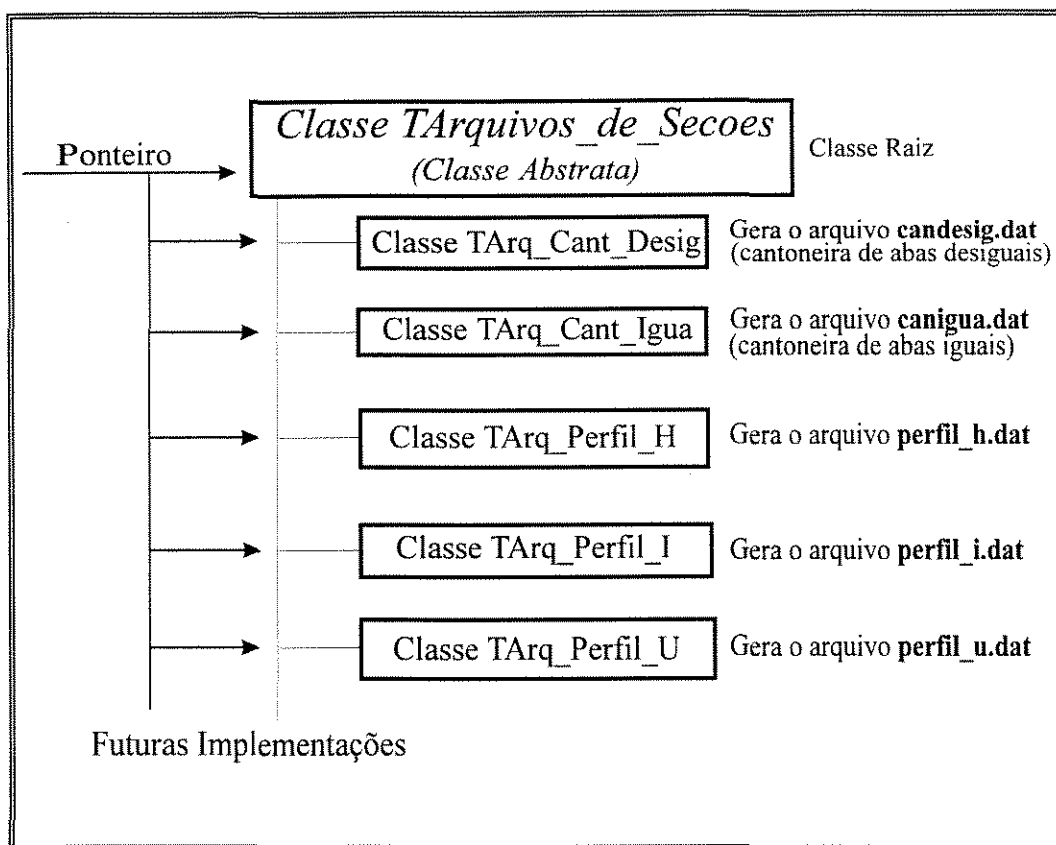 Classe TArquivos_de_Secoes
(Classe Abstrata)
Classe Raiz
Ponteiro
Classe TArq_Cant_Desig
Gera o arquivo candesig.dat
(cantoneira de abas desiguais)
Classe TArq_Cant_Igua
Gera o arquivo canigua.dat
(cantoneira de abas iguais)
Classe TArq_Perfil_H
Gera o arquivo perfil_h.dat
Classe TArq_Perfil_I
Gera o arquivo perfil_i.dat
Classe TArq_Perfil_U
Gera o arquivo perfil_u.dat
Futuras Implementações